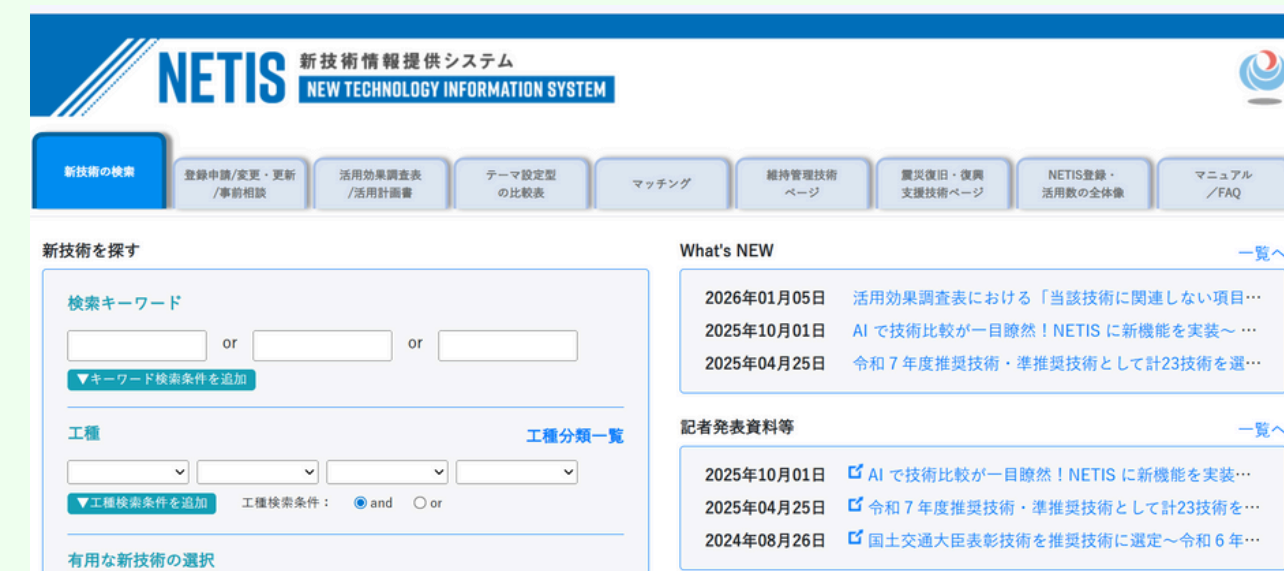 NETIS 新技術情報提供システム
NEW TECHNOLOGY INFORMATION SYSTEM
新技術の検索
登録申請/変更・更新
/事前相談
活用効果調査表
/活用計画書
テーマ設定型
の比較表
マッチング
維持管理技術
ページ
震災復旧・復興
支援技術ページ
NETIS登録・
活用数の全体像
マニュアル
／FAQ
新技術を探す
検索キーワード
or or
▼キーワード検索条件を追加
工種 工種分類一覧
▼工種検索条件を追加 工種検索条件： and or
有用な新技術の選択
What's NEW 一覧へ
2026年01月05日 活用効果調査表における「当該技術に関連しない項目…
2025年10月01日 AI で技術比較が一目瞭然！NETIS に新機能を実装～ …
2025年04月25日 令和７年度推奨技術・準推奨技術として計23技術を選…
記者発表資料等 一覧へ
2025年10月01日 AI で技術比較が一目瞭然！NETIS に新機能を実装…
2025年04月25日 令和７年度推奨技術・準推奨技術として計23技術を…
2024年08月26日 国土交通大臣表彰技術を推奨技術に選定～令和６年…